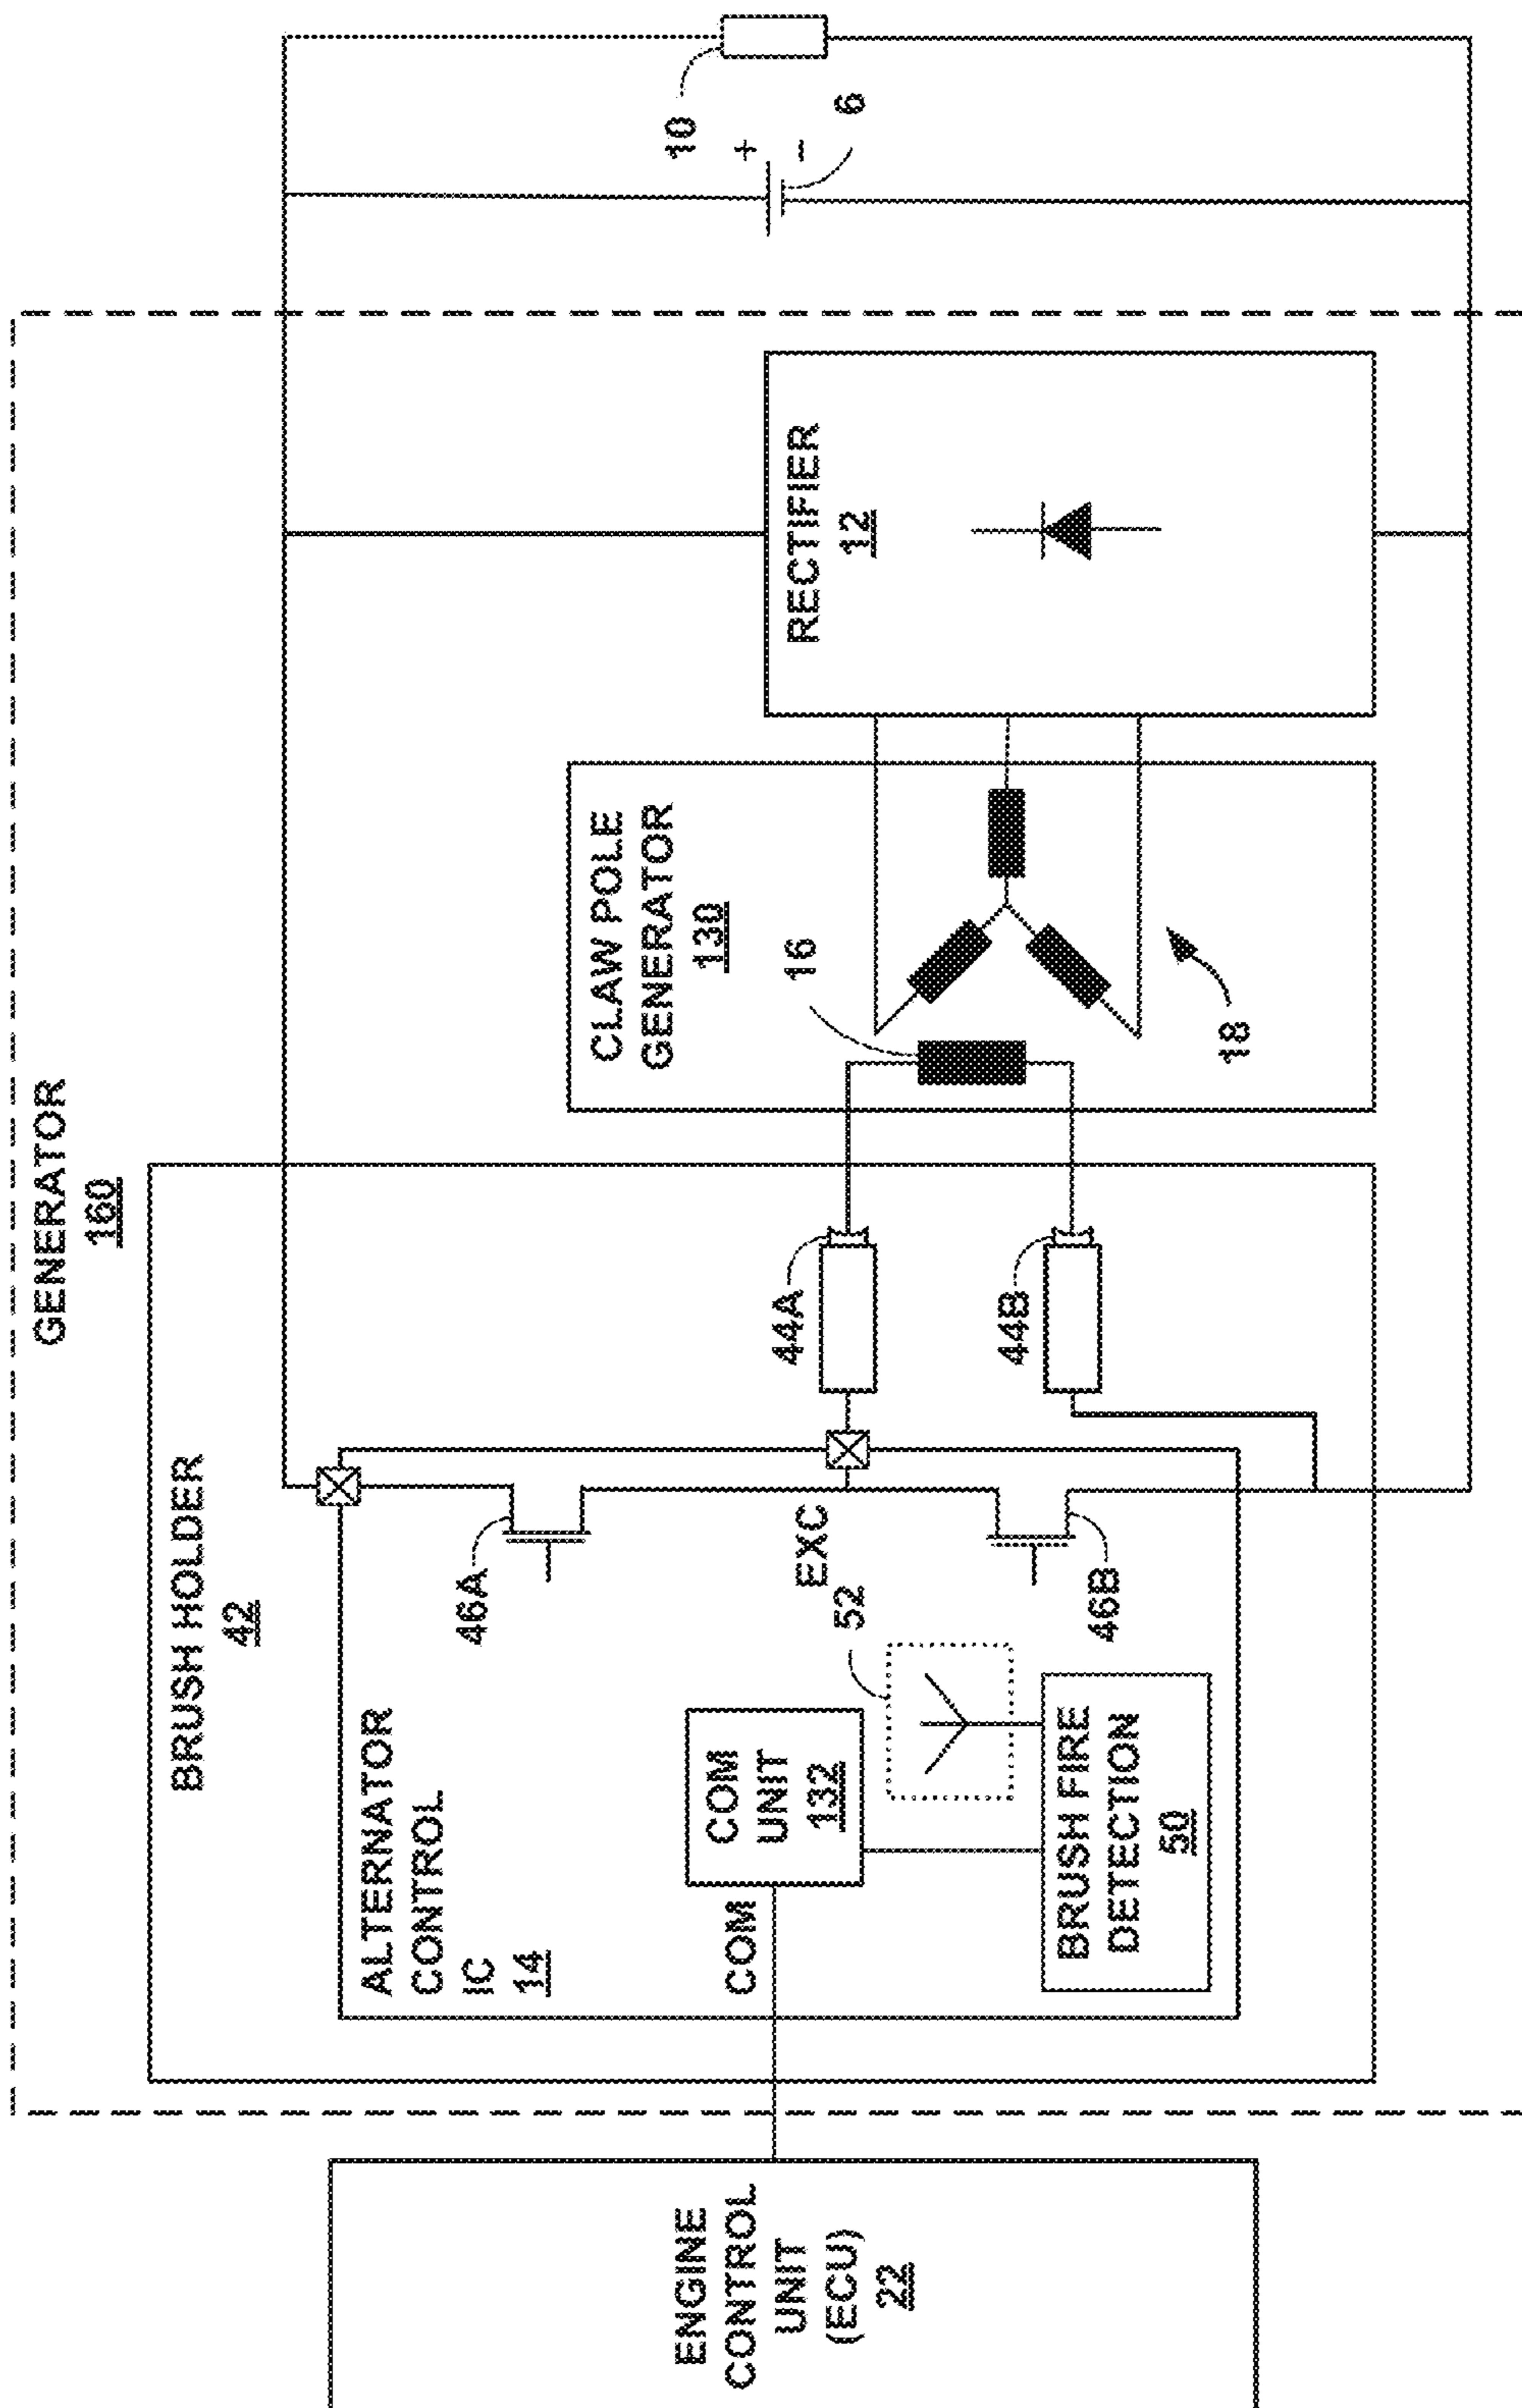 GENERATOR
160
BRUSH HOLDER
42
ALTERNATOR
CONTROL
IC
14
46A
44A
44B
EXC
52
46B
COM
COM
UNIT
132
BRUSH FIRE
DETECTION
50
ENGINE
CONTROL
UNIT
(ECU)
22
CLAW POLE
GENERATOR
130
16
18
RECTIFIER
12
10
+
-
6